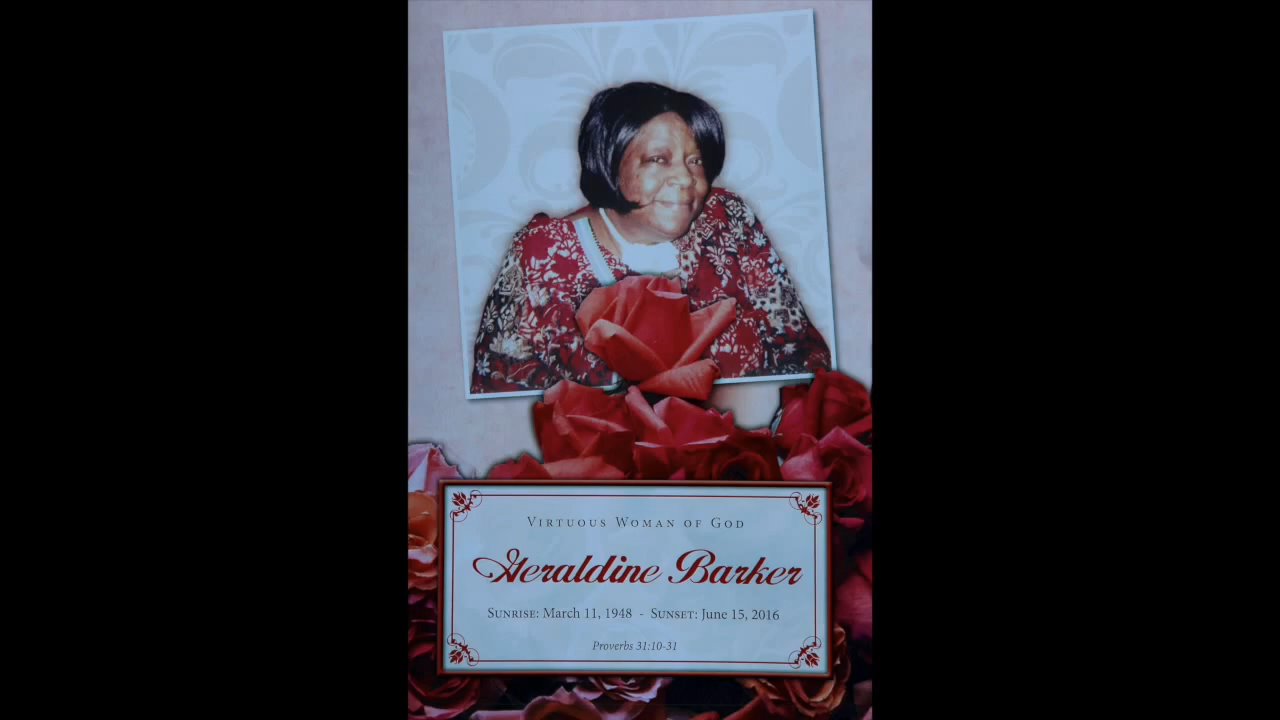 Virtuous Woman of God
Geraldine Barker
Sunrise: March 11, 1948 - Sunset: June 15, 2016
Proverbs 31:10-31